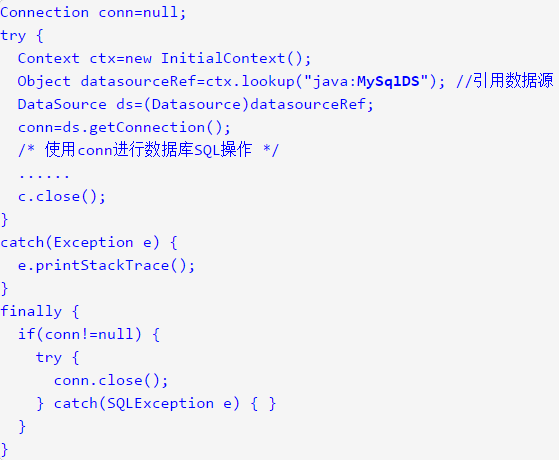 Connection conn=null;
try {
  Context ctx=new InitialContext();
  Object datasourceRef=ctx.lookup("java:MySqlDS"); //引用数据源
  DataSource ds=(Datasource)datasourceRef;
  conn=ds.getConnection();
  /* 使用conn进行数据库SQL操作 */
  ......
  c.close();
}
catch(Exception e) {
  e.printStackTrace();
}
finally {
  if(conn!=null) {
    try {
      conn.close();
    } catch(SQLException e) { }
  }
}